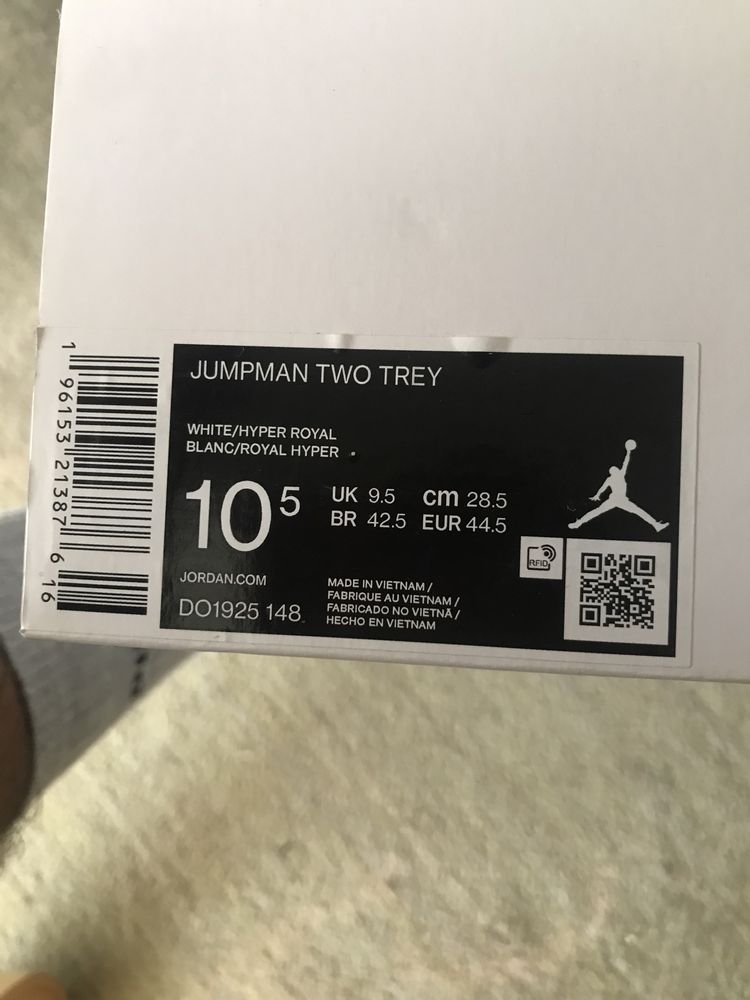 JUMPMAN TWO TREY
WHITE/HYPER ROYAL
BLANC/ROYAL HYPER
10 5
UK 9.5 cm 28.5
BR 42.5 EUR 44.5
JORDAN.COM
DO1925 148
MADE IN VIETNAM /
FABRIQUE AU VIETNAM /
FABRICADO NO VIETNÃ /
HECHO EN VIETNAM
RFID
1 96153 21387 6 16